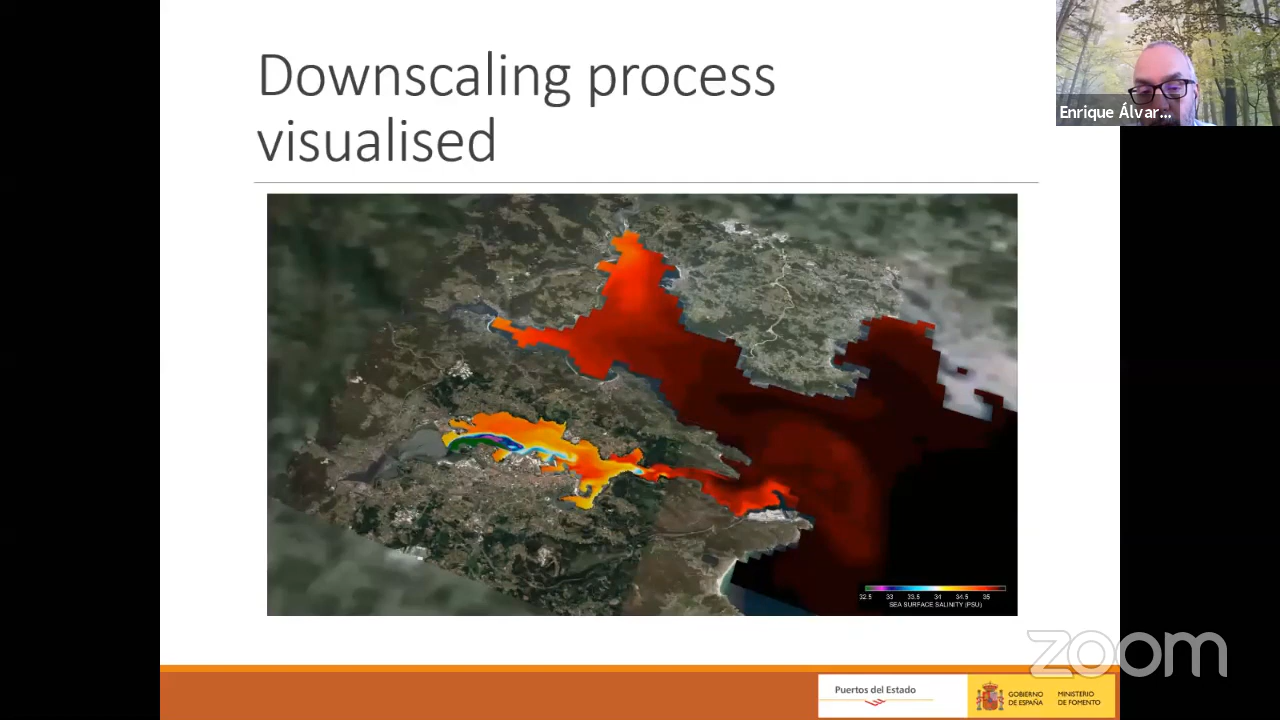 Downscaling process
visualised
Enrique Álvar...
32.5 33 33.5 34 34.5 35
SEA SURFACE SALINITY (PSU)
zoom
Puertos del Estado
GOBIERNO
DE ESPAÑA
MINISTERIO
DE FOMENTO